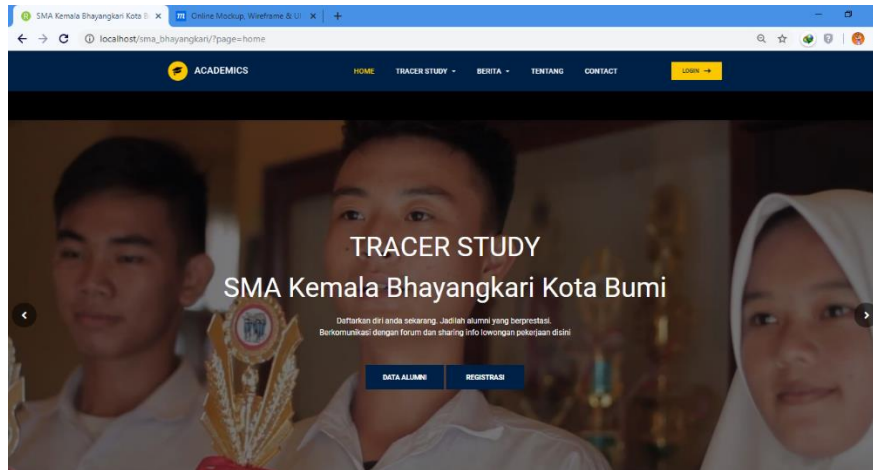 SMA Kemala Bhayangkari Kota B
Online Mockup, Wireframe & UI
localhost/sma_bhayangkari/?page=home
ACADEMICS
HOME
TRACER STUDY
BERITA
TENTANG
CONTACT
LOGIN →
TRACER STUDY
SMA Kemala Bhayangkari Kota Bumi
Daftarkan diri anda sekarang. Jadilah alumni yang berprestasi.
Berkomunikasi dengan forum dan sharing info lowongan pekerjaan disini
DATA ALUMNI
REGISTRASI